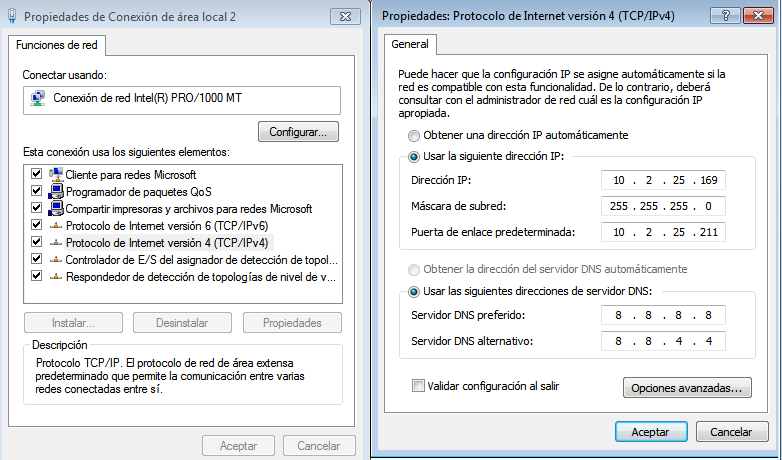 Propiedades de Conexión de área local 2
Funciones de red
Conectar usando:
Conexión de red Intel(R) PRO/1000 MT
Configurar...
Esta conexión usa los siguientes elementos:
Cliente para redes Microsoft
Programador de paquetes QoS
Compartir impresoras y archivos para redes Microsoft
Protocolo de Internet versión 6 (TCP/IPv6)
Protocolo de Internet versión 4 (TCP/IPv4)
Controlador de E/S del asignador de detección de topol...
Respondedor de detección de topologías de nivel de v...
Instalar...
Desinstalar
Propiedades
Descripción
Protocolo TCP/IP. El protocolo de red de área extensa
predeterminado que permite la comunicación entre varias
redes conectadas entre sí.
Aceptar
Cancelar
Propiedades: Protocolo de Internet versión 4 (TCP/IPv4)
General
Puede hacer que la configuración IP se asigne automáticamente si la
red es compatible con esta funcionalidad. De lo contrario, deberá
consultar con el administrador de red cuál es la configuración IP
apropiada.
Obtener una dirección IP automáticamente
Usar la siguiente dirección IP:
Dirección IP: 10 . 2 . 25 . 169
Máscara de subred: 255 . 255 . 255 . 0
Puerta de enlace predeterminada: 10 . 2 . 25 . 211
Obtener la dirección del servidor DNS automáticamente
Usar las siguientes direcciones de servidor DNS:
Servidor DNS preferido: 8 . 8 . 8 . 8
Servidor DNS alternativo: 8 . 8 . 4 . 4
Validar configuración al salir
Opciones avanzadas...
Aceptar
Cancelar